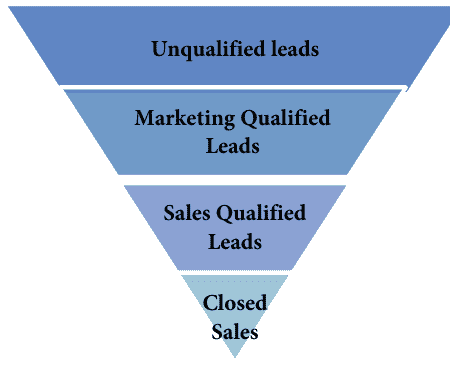 Unqualified leads
Marketing Qualified
Leads
Sales Qualified
Leads
Closed
Sales